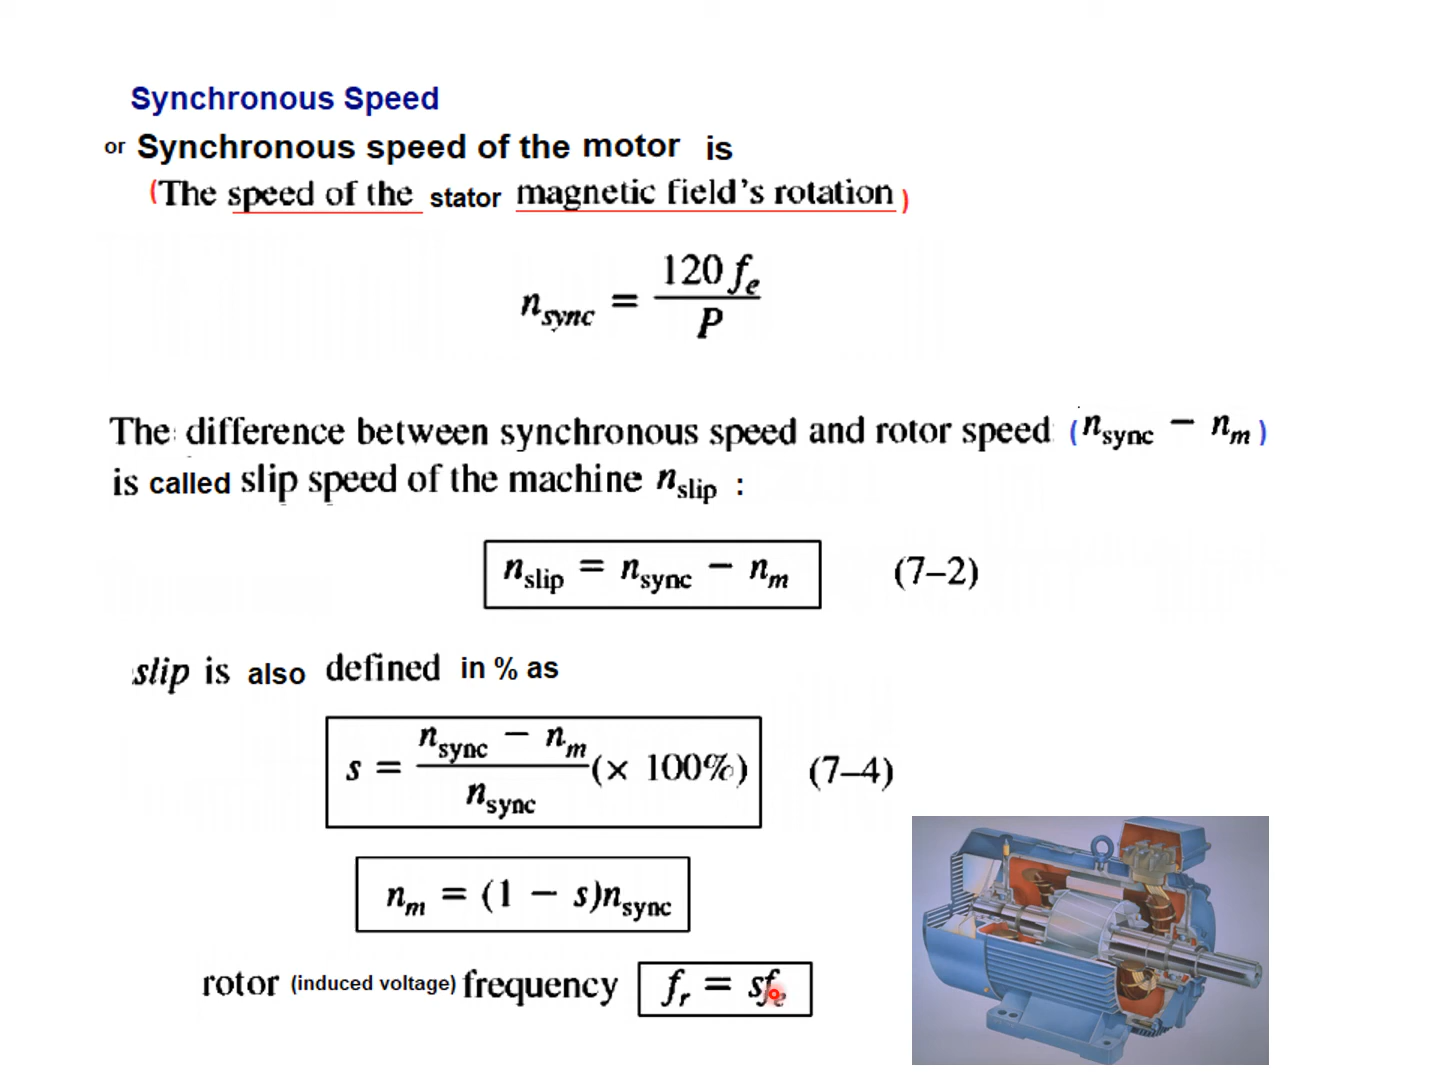 Synchronous Speed
or Synchronous speed of the motor is
(The speed of the stator magnetic field's rotation)
n_sync = 120 f_e / P
The difference between synchronous speed and rotor speed (n_sync − n_m)
is called slip speed of the machine n_slip :
n_slip = n_sync − n_m (7–2)
slip is also defined in % as
s = (n_sync − n_m) / n_sync (× 100%) (7–4)
n_m = (1 − s)n_sync
rotor (induced voltage) frequency f_r = sf_e